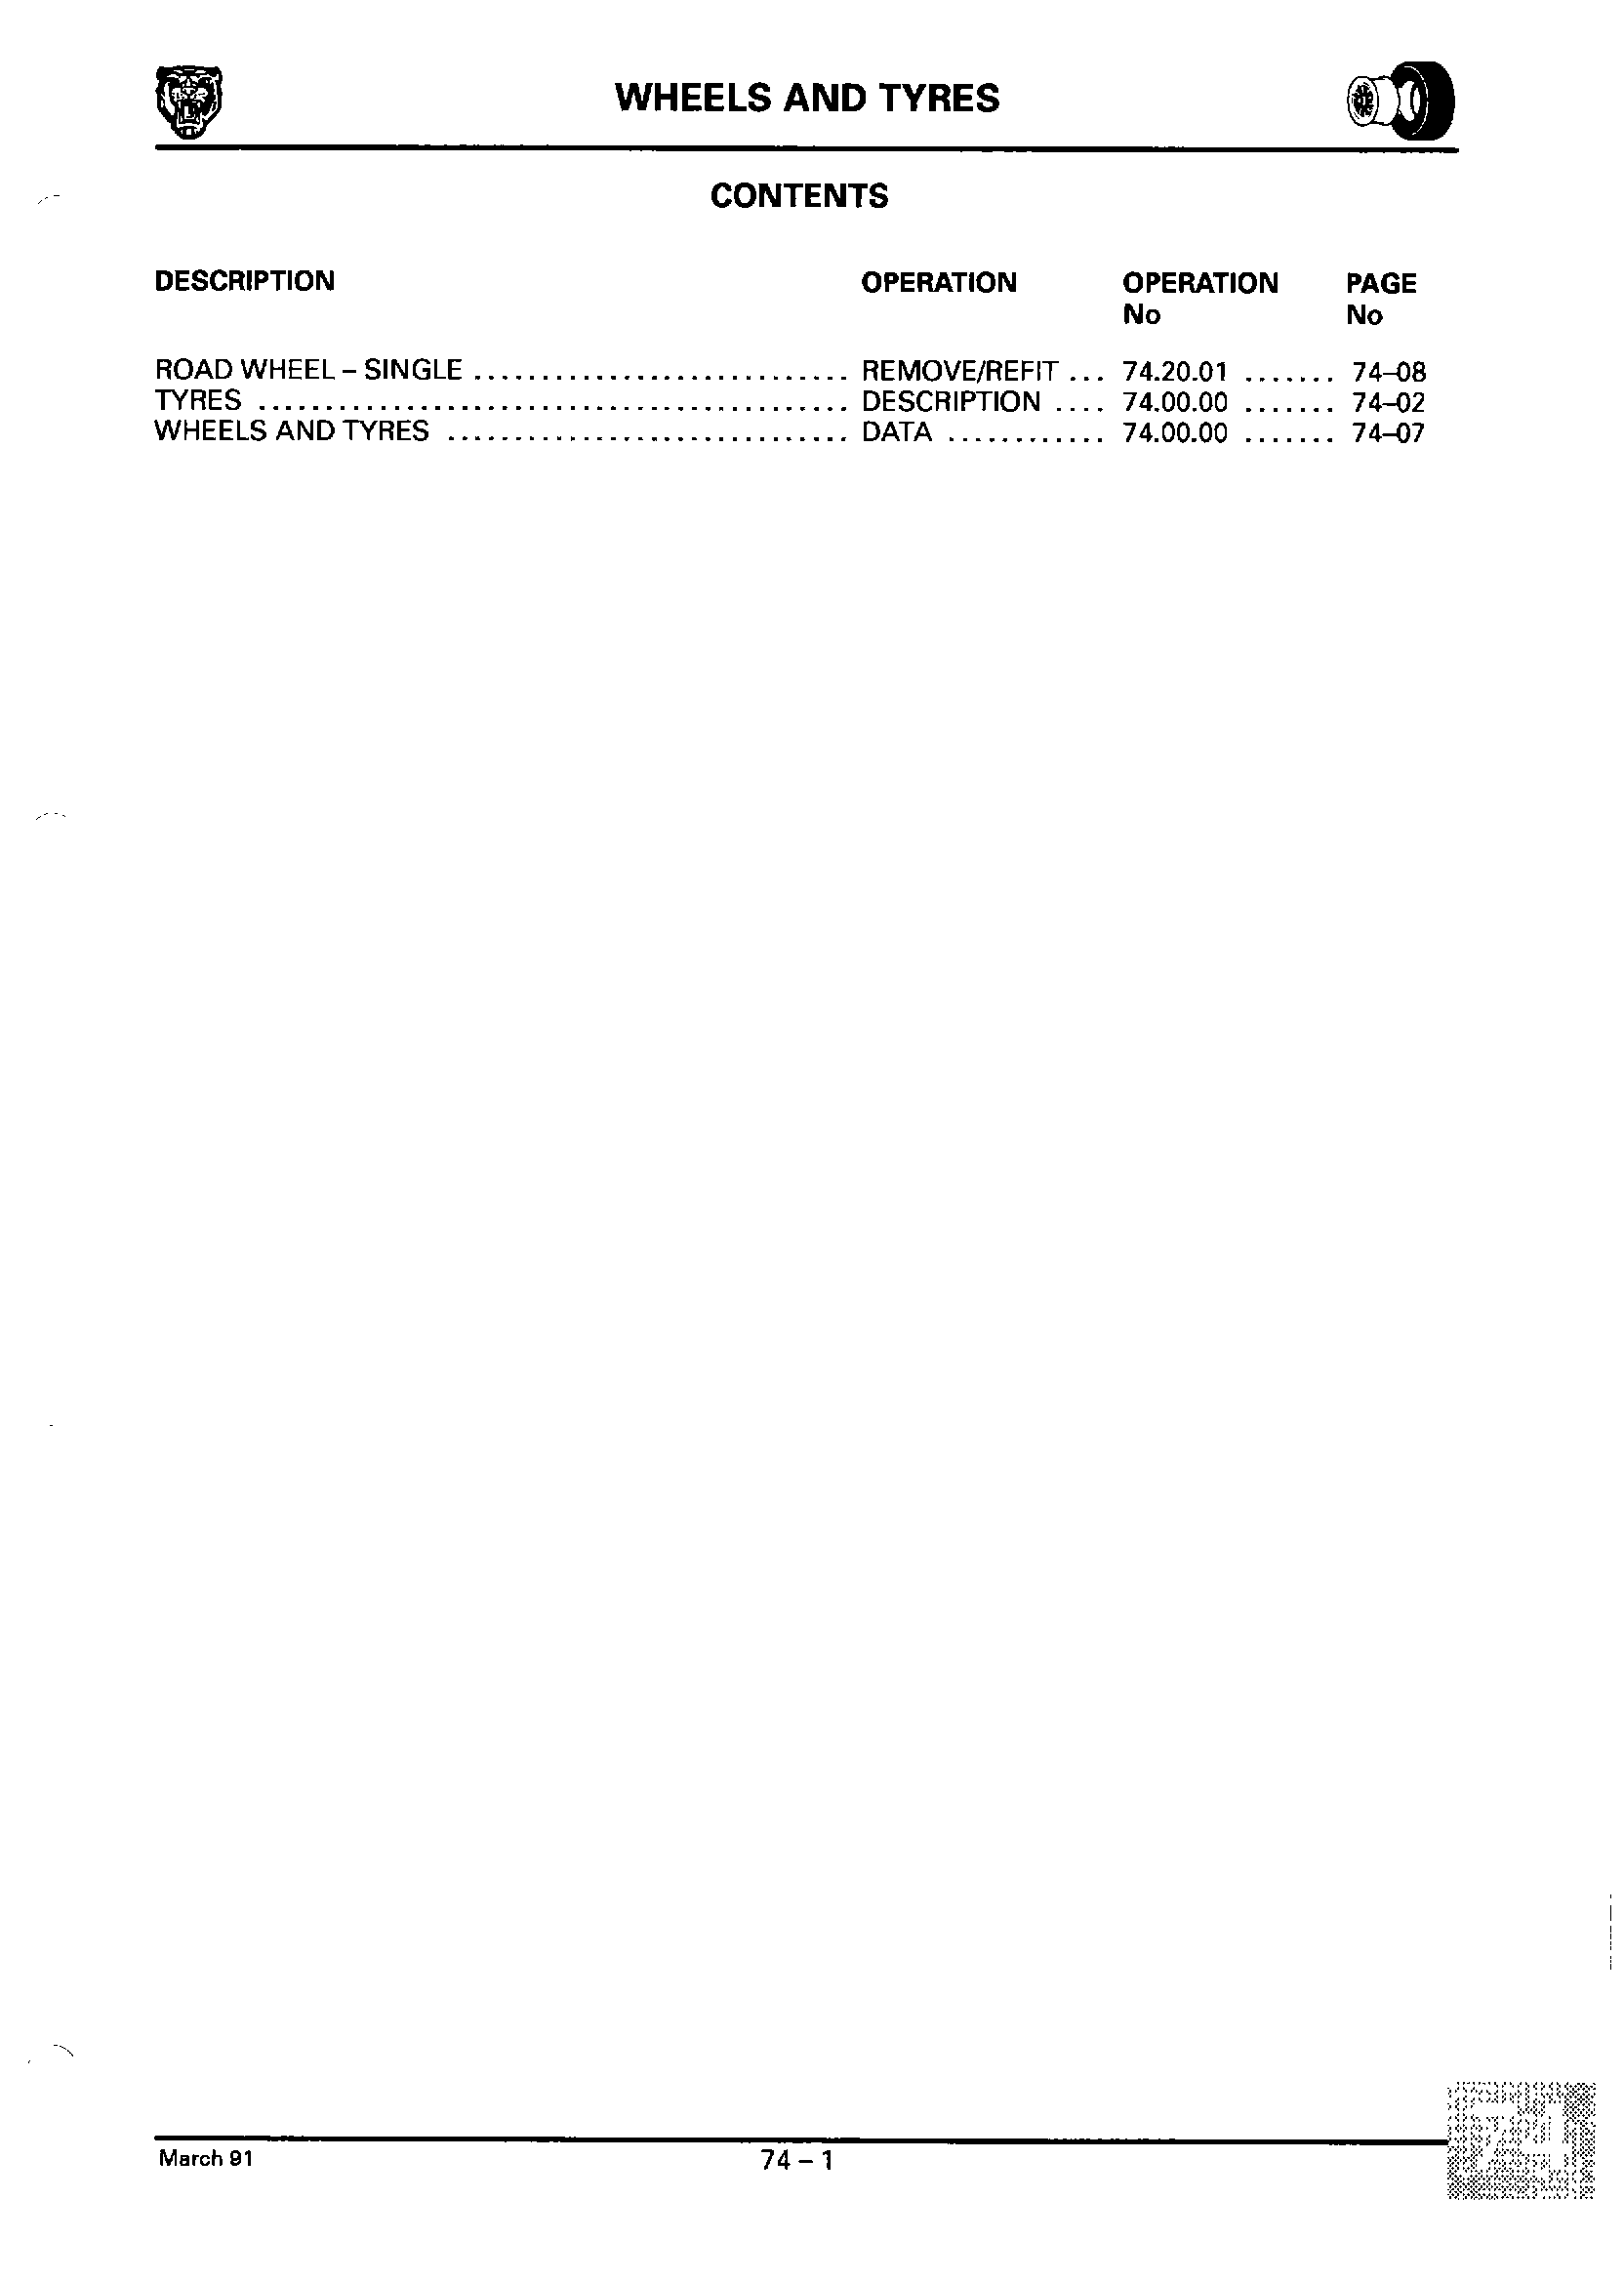 WHEELS AND TYRES
CONTENTS
DESCRIPTION OPERATION OPERATION PAGE
No No
ROAD WHEEL – SINGLE ............................ REMOVE/REFIT ... 74.20.01 ....... 74–08
TYRES ............................................ DESCRIPTION .... 74.00.00 ....... 74–02
WHEELS AND TYRES .............................. DATA ............ 74.00.00 ....... 74–07
March 91 74 – 1
74